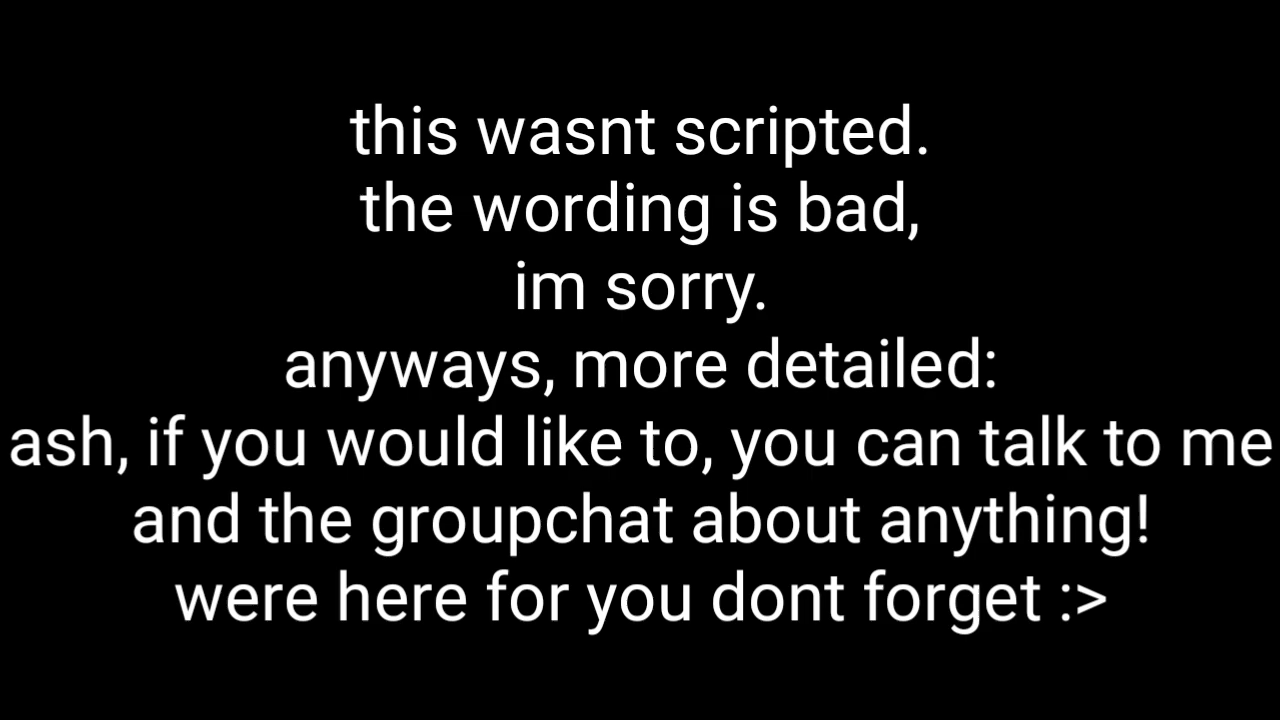 this wasnt scripted.
the wording is bad,
im sorry.
anyways, more detailed:
ash, if you would like to, you can talk to me
and the groupchat about anything!
were here for you dont forget :>